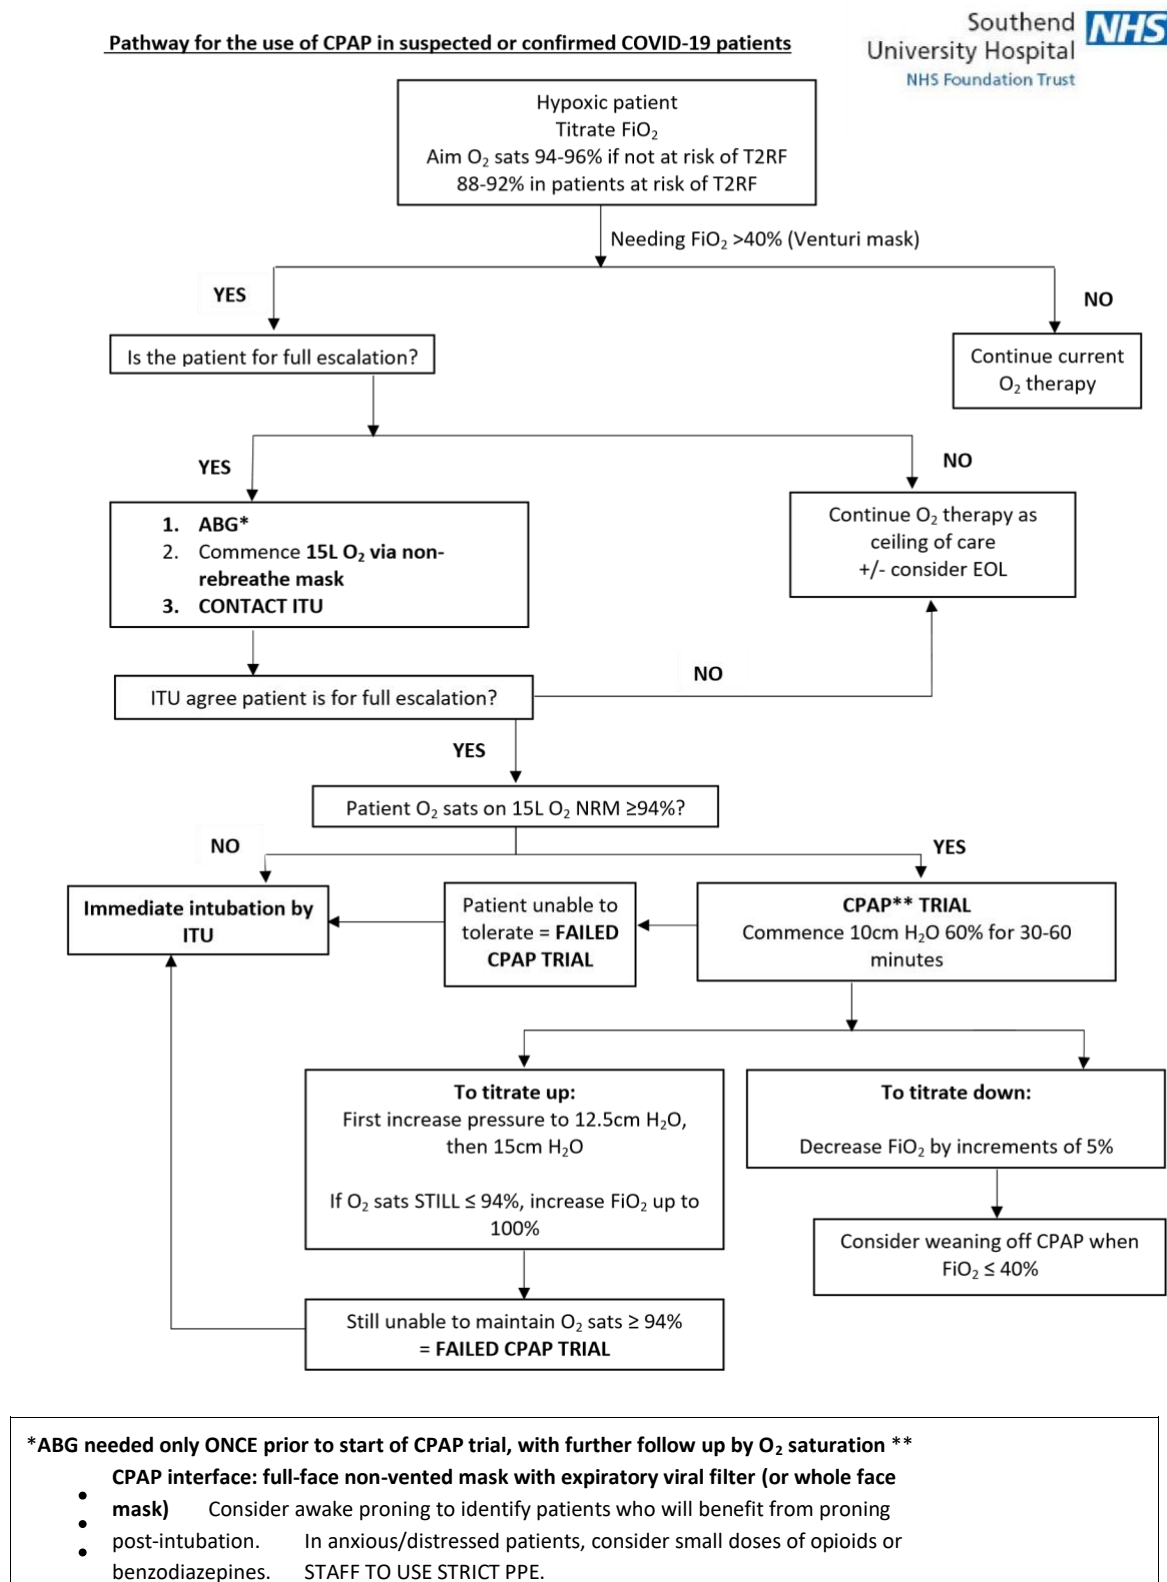 Southend
University Hospital
NHS Foundation Trust
NHS
Pathway for the use of CPAP in suspected or confirmed COVID-19 patients
Hypoxic patient
Titrate FiO₂
Aim O₂ sats 94-96% if not at risk of T2RF
88-92% in patients at risk of T2RF
Needing FiO₂ >40% (Venturi mask)
YES
NO
Is the patient for full escalation?
Continue current
O₂ therapy
YES
NO
1. ABG*
2. Commence 15L O₂ via non-
rebreathe mask
3. CONTACT ITU
Continue O₂ therapy as
ceiling of care
+/- consider EOL
ITU agree patient is for full escalation?
NO
YES
Patient O₂ sats on 15L O₂ NRM ≥94%?
NO
YES
Immediate intubation by
ITU
Patient unable to
tolerate = FAILED
CPAP TRIAL
CPAP** TRIAL
Commence 10cm H₂O 60% for 30-60
minutes
To titrate up:
First increase pressure to 12.5cm H₂O,
then 15cm H₂O
If O₂ sats STILL ≤ 94%, increase FiO₂ up to
100%
To titrate down:
Decrease FiO₂ by increments of 5%
Consider weaning off CPAP when
FiO₂ ≤ 40%
Still unable to maintain O₂ sats ≥ 94%
= FAILED CPAP TRIAL
*ABG needed only ONCE prior to start of CPAP trial, with further follow up by O₂ saturation **
CPAP interface: full-face non-vented mask with expiratory viral filter (or whole face
• mask) Consider awake proning to identify patients who will benefit from proning
• post-intubation. In anxious/distressed patients, consider small doses of opioids or
• benzodiazepines. STAFF TO USE STRICT PPE.